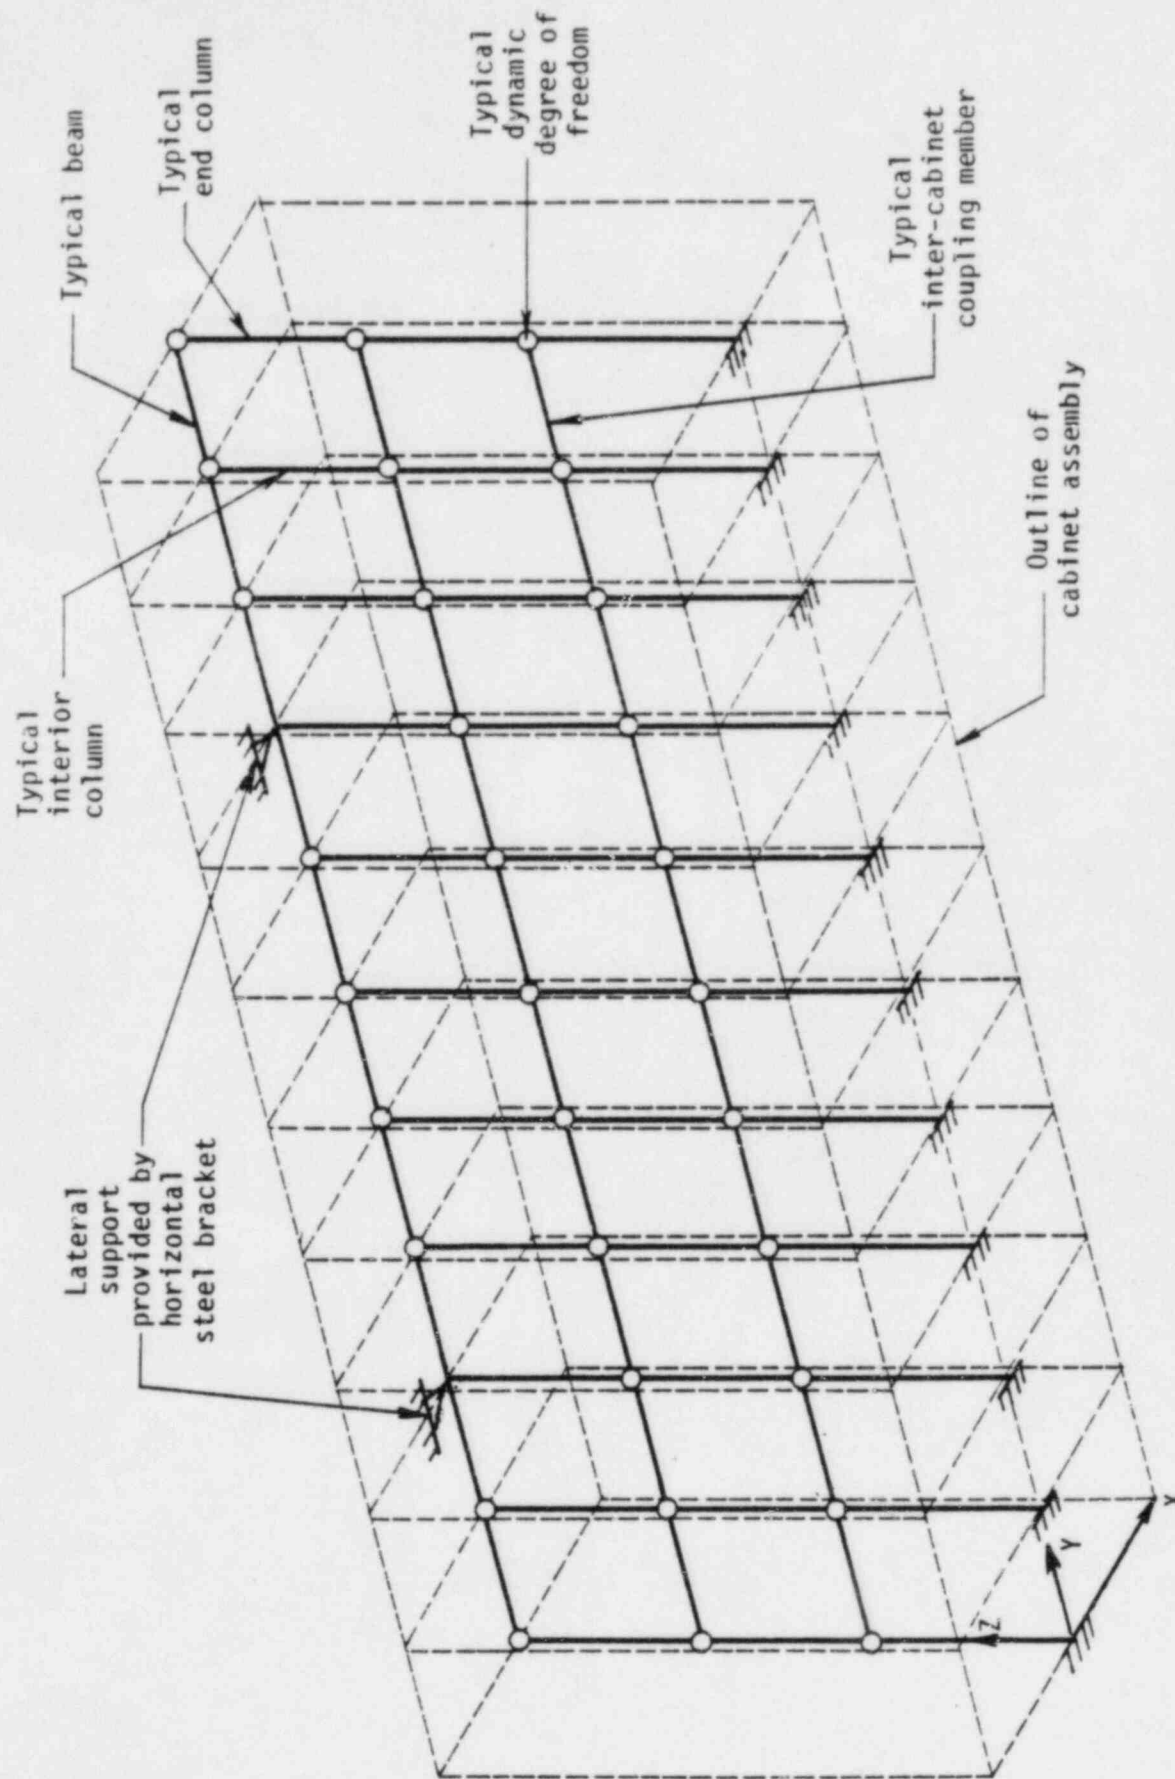 Typical beam
Typical
end column
Typical
dynamic
degree of
freedom
Typical
interior
column
Typical
inter-cabinet
coupling member
Lateral
support
provided by
horizontal
steel bracket
Outline of
cabinet assembly
Z
Y
X